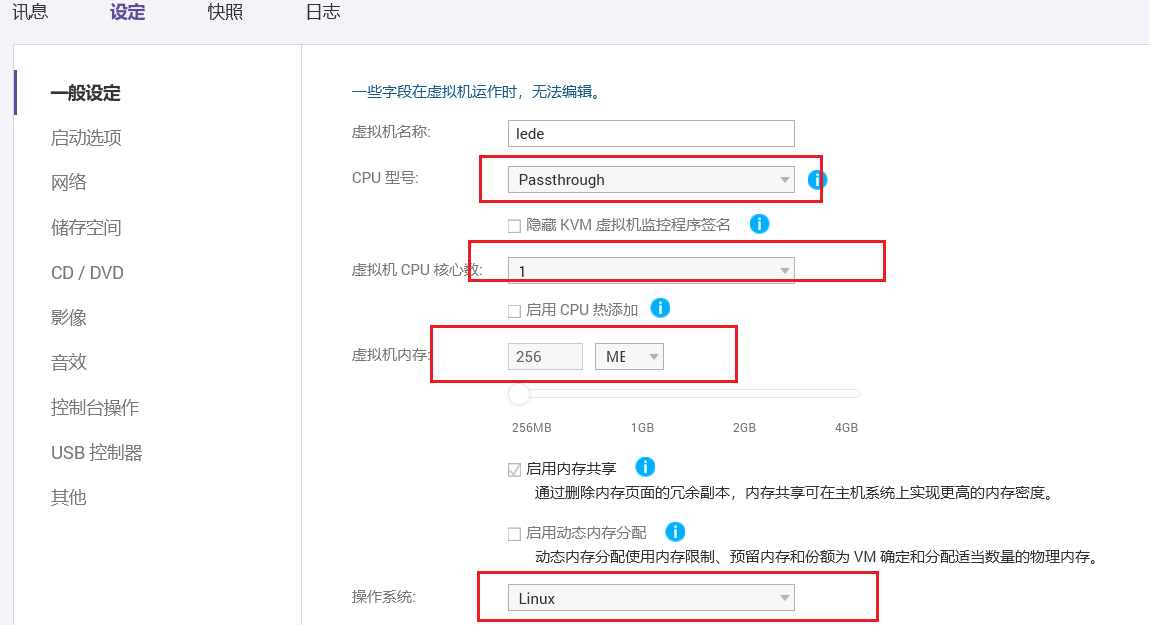 讯息 设定 快照 日志
一般设定
启动选项
网络
储存空间
CD / DVD
影像
音效
控制台操作
USB 控制器
其他
一些字段在虚拟机运作时，无法编辑。
虚拟机名称: lede
CPU 型号: Passthrough
隐藏 KVM 虚拟机监控程序签名
虚拟机 CPU 核心数: 1
启用 CPU 热添加
虚拟机内存: 256 ME
256MB 1GB 2GB 4GB
启用内存共享
通过删除内存页面的冗余副本，内存共享可在主机系统上实现更高的内存密度。
启用动态内存分配
动态内存分配使用内存限制、预留内存和份额为 VM 确定和分配适当数量的物理内存。
操作系统: Linux